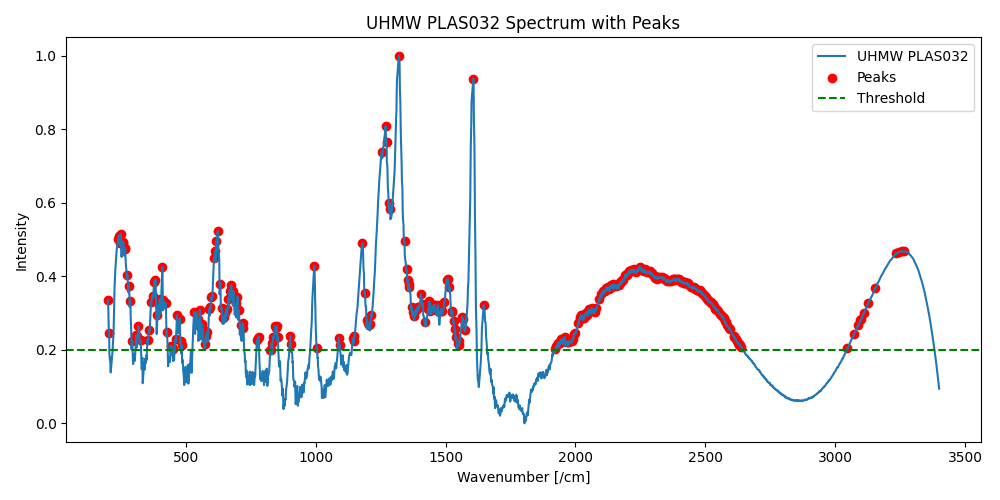 UHMW PLAS032 Spectrum with Peaks
UHMW PLAS032
Peaks
Threshold
Intensity
1.0
0.8
0.6
0.4
0.2
0.0
500 1000 1500 2000 2500 3000 3500
Wavenumber [/cm]